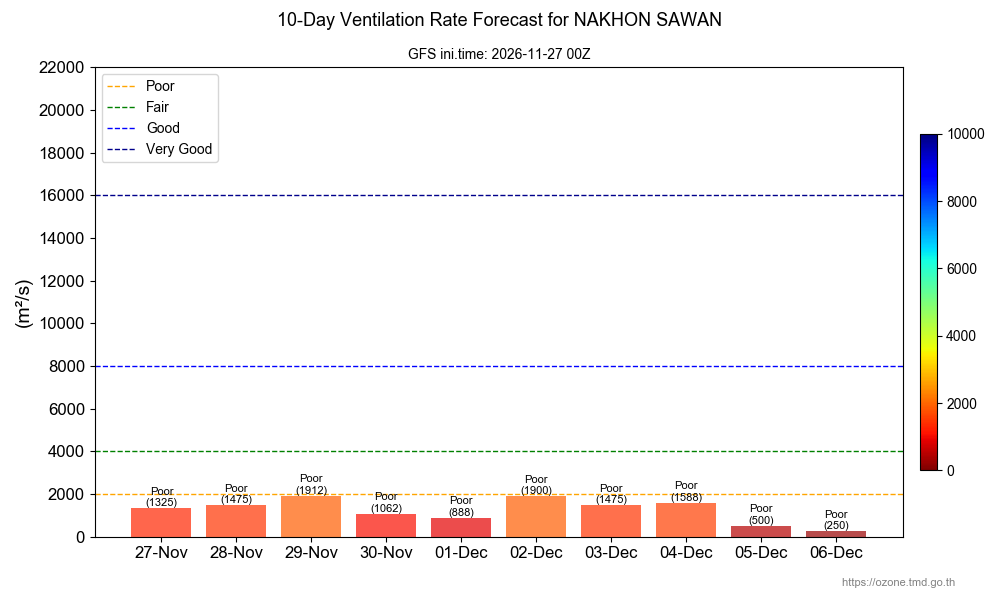 10-Day Ventilation Rate Forecast for NAKHON SAWAN
GFS ini.time: 2026-11-27 00Z
(m²/s)
22000
20000
18000
16000
14000
12000
10000
8000
6000
4000
2000
0
Poor
Fair
Good
Very Good
Poor
(1325)
Poor
(1475)
Poor
(1912)
Poor
(1062)
Poor
(888)
Poor
(1900)
Poor
(1475)
Poor
(1588)
Poor
(500)
Poor
(250)
27-Nov 28-Nov 29-Nov 30-Nov 01-Dec 02-Dec 03-Dec 04-Dec 05-Dec 06-Dec
10000
8000
6000
4000
2000
0
https://ozone.tmd.go.th